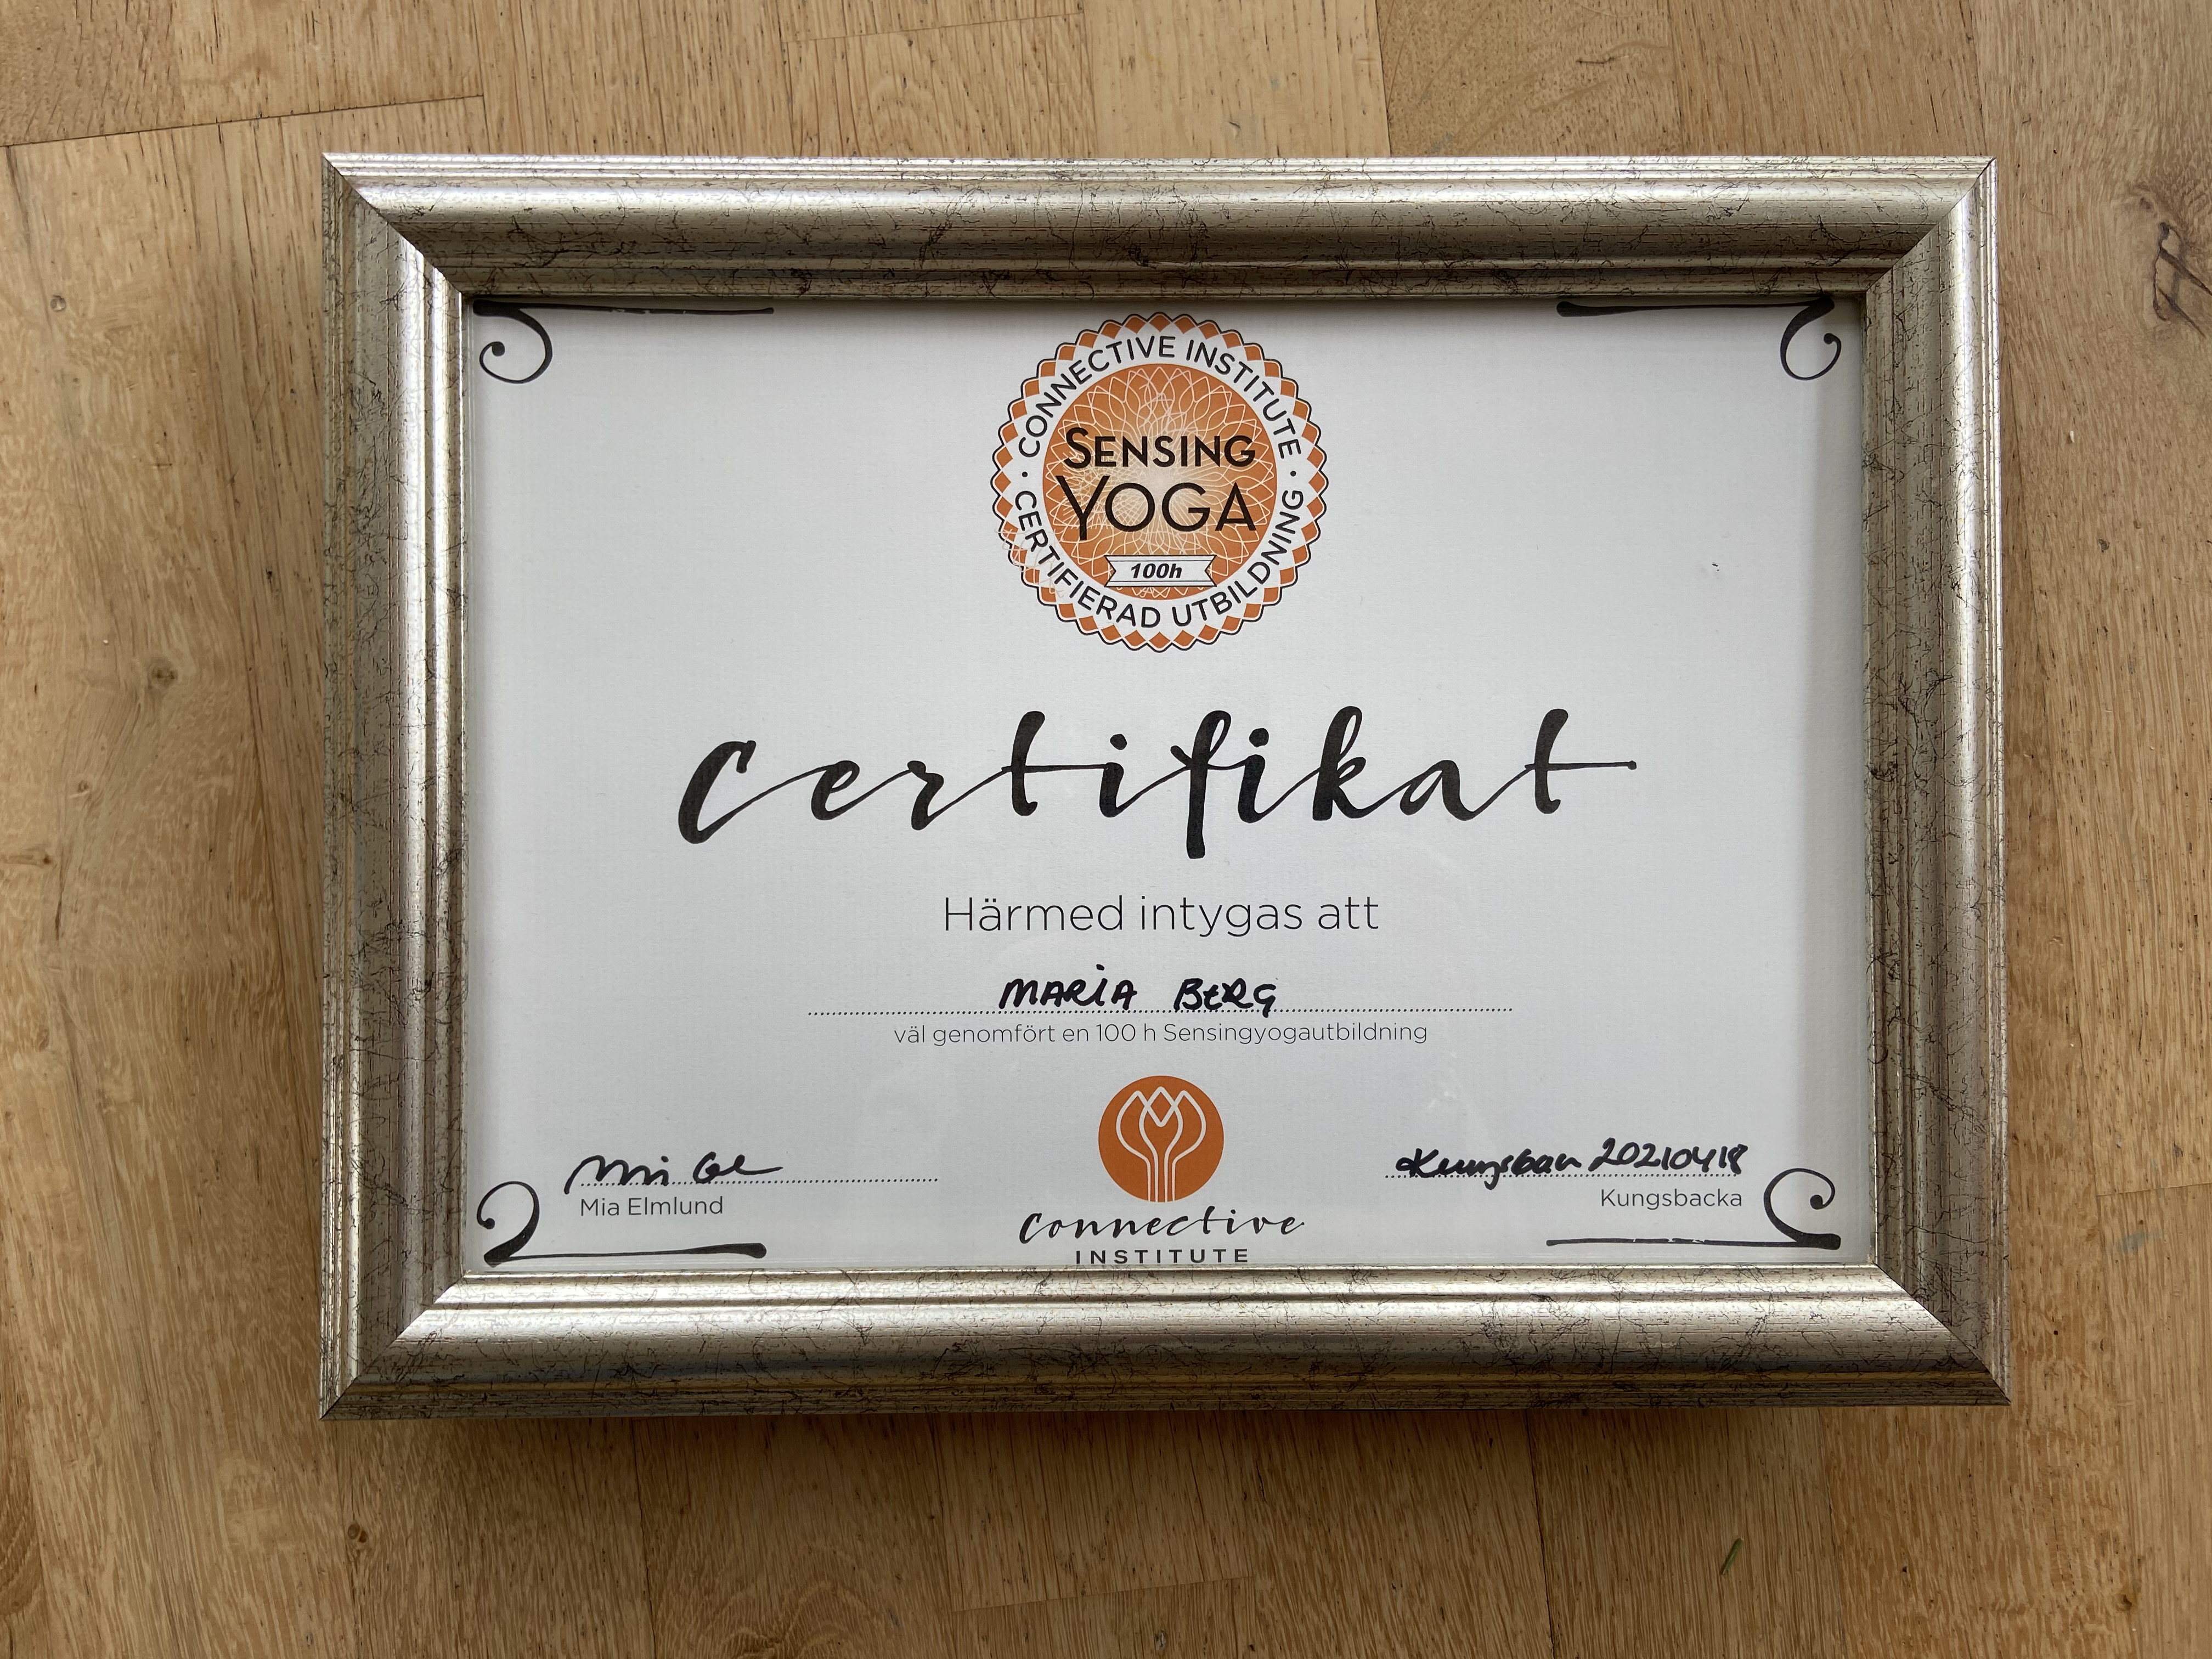 · CONNECTIVE INSTITUTE ·
SENSING
YOGA
100h
CERTIFIERAD UTBILDNING
Certifikat
Härmed intygas att
MARIA BERG
väl genomfört en 100 h Sensingyogautbildning
Mia Elmlund
20210418
Kungsbacka
Connective
INSTITUTE